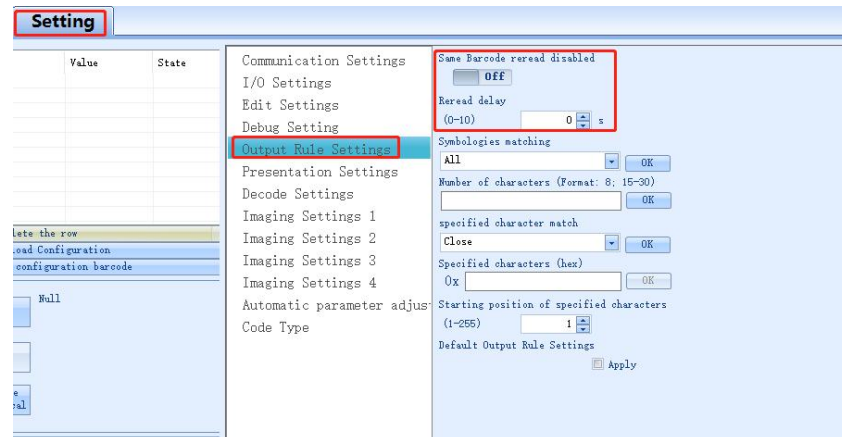 Setting
Value State
lete the row
oad Configuration
configuration barcode
Null
e
al
Communication Settings
I/O Settings
Edit Settings
Debug Setting
Output Rule Settings
Presentation Settings
Decode Settings
Imaging Settings 1
Imaging Settings 2
Imaging Settings 3
Imaging Settings 4
Automatic parameter adjus
Code Type
Same Barcode reread disabled
Off
Reread delay
(0-10) 0 s
Symbologies matching
All OK
Number of characters (Format: 8; 15-30)
OK
specified character match
Close OK
Specified characters (hex)
0x OK
Starting position of specified characters
(1-255) 1
Default Output Rule Settings
Apply